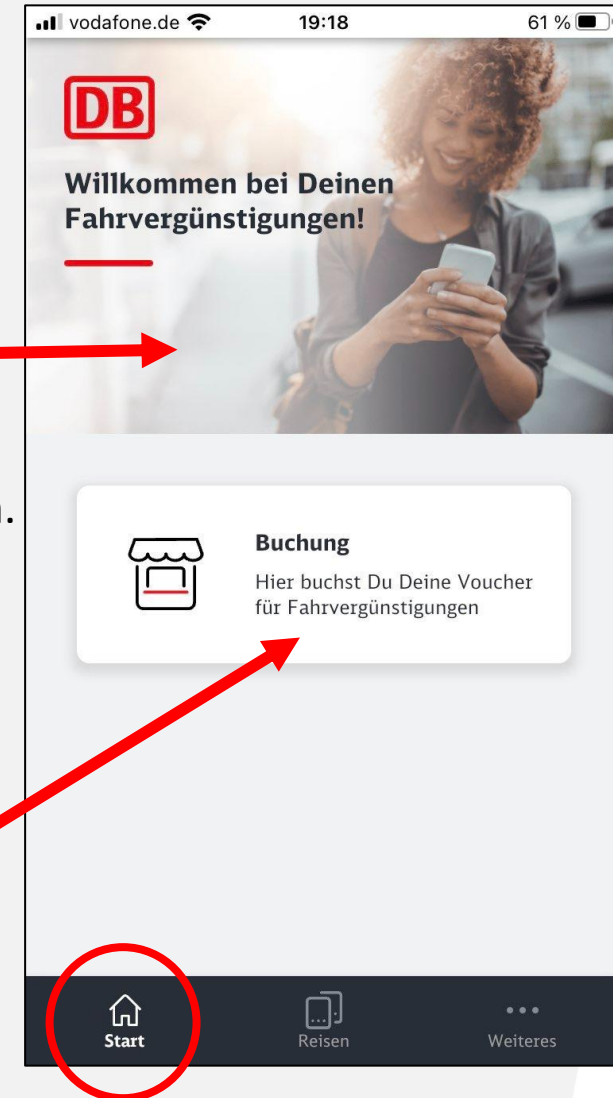 vodafone.de 19:18 61 %
DB
Willkommen bei Deinen
Fahrvergünstigungen!
Buchung
Hier buchst Du Deine Voucher
für Fahrvergünstigungen
Start Reisen Weiteres